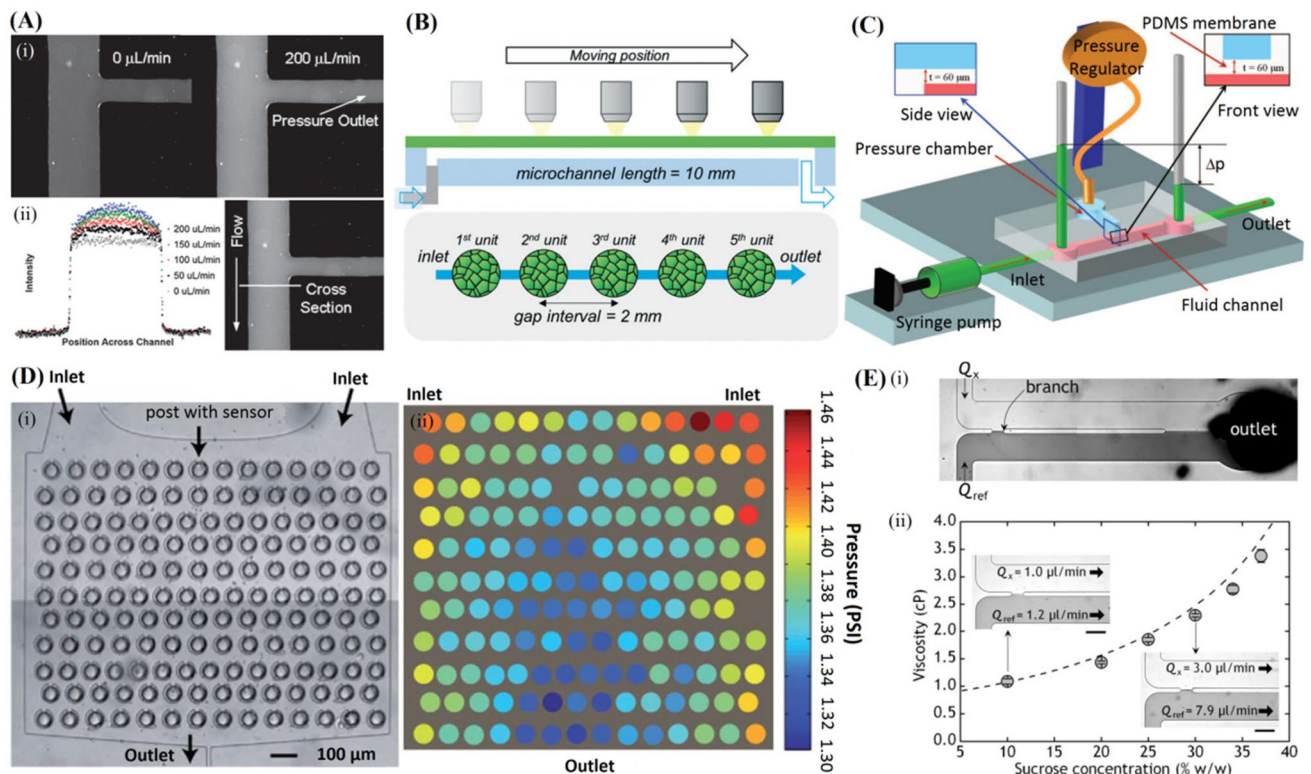 (A)
(i)
0 µL/min
200 µL/min
Pressure Outlet
(ii)
Intensity
200 uL/min
150 uL/min
100 uL/min
50 uL/min
0 uL/min
Position Across Channel
Flow
Cross
Section
(B)
Moving position
microchannel length = 10 mm
1st unit
2nd unit
3rd unit
4th unit
5th unit
inlet
outlet
gap interval = 2 mm
(C)
PDMS membrane
Pressure
Regulator
t = 60 µm
t = 60 µm
Side view
Front view
Pressure chamber
Δp
Outlet
Inlet
Fluid channel
Syringe pump
(D)
Inlet
Inlet
(i)
post with sensor
Outlet
100 µm
Inlet
Inlet
(ii)
Outlet
1.46
1.44
1.42
1.40
1.38
1.36
1.34
1.32
1.30
Pressure (PSI)
(E)
(i)
Qx
branch
outlet
Qref
(ii)
Viscosity (cP)
4.0
3.5
3.0
2.5
2.0
1.5
1.0
0.5
0.0
Qx = 1.0 µl/min
Qref = 1.2 µl/min
Qx = 3.0 µl/min
Qref = 7.9 µl/min
5 10 15 20 25 30 35 40
Sucrose concentration (% w/w)